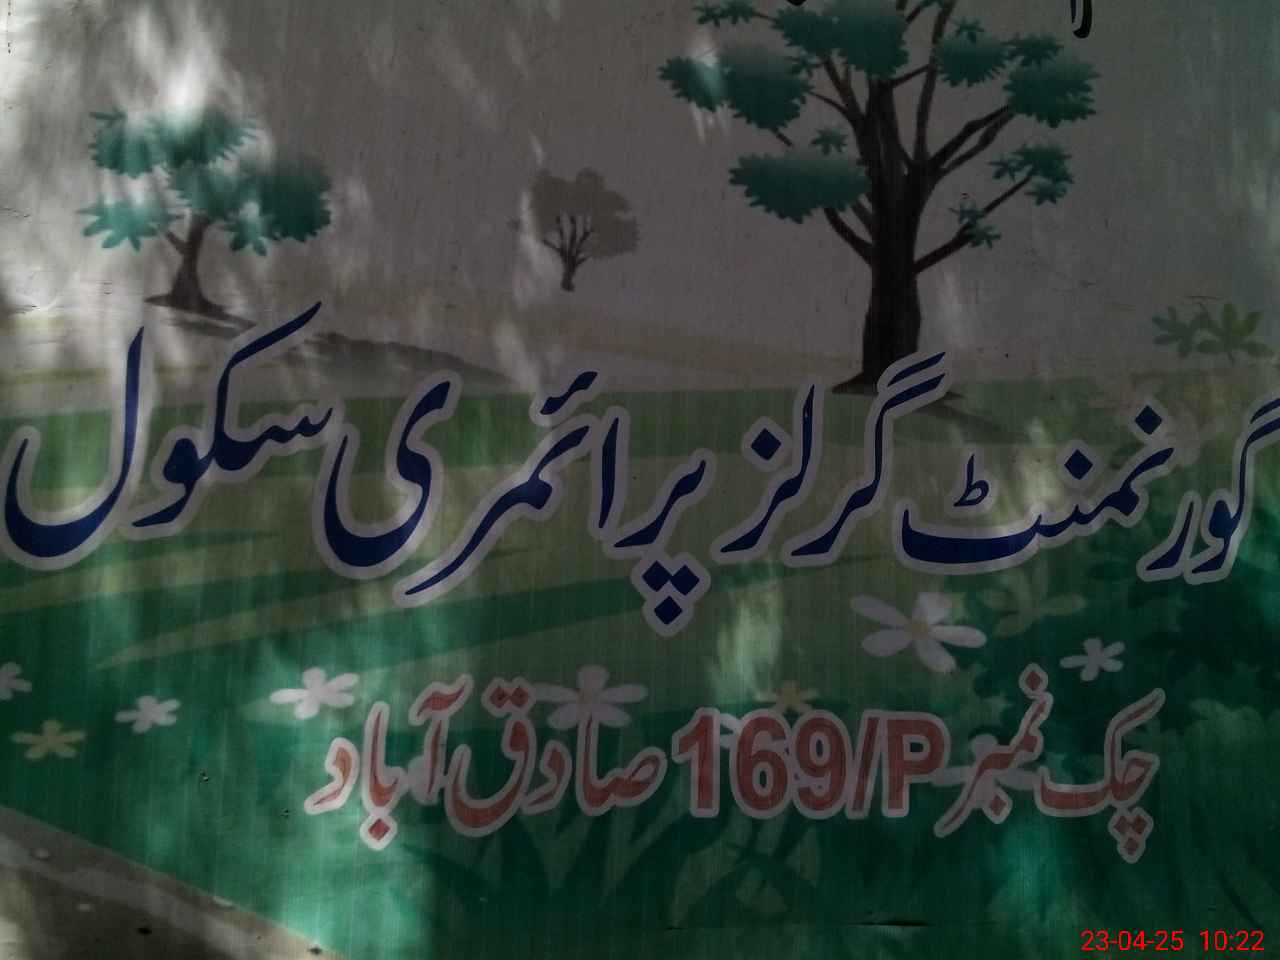 گورنمنٹ گرلز پرائمری سکول
چک نمبر 169/P صادق آباد
23-04-25 10:22